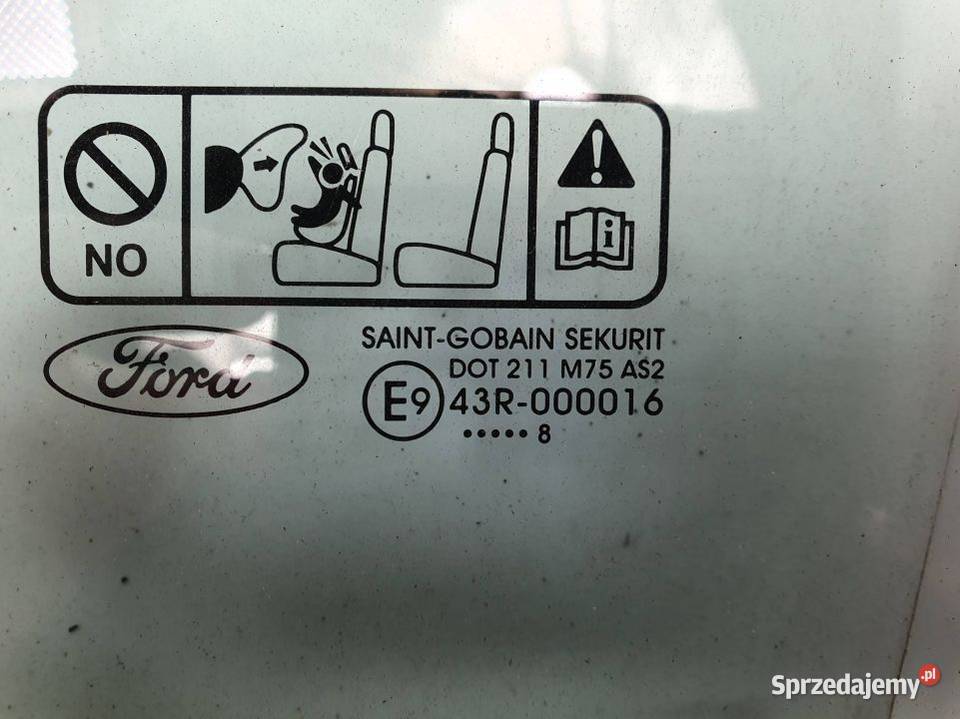 NO
Ford
SAINT-GOBAIN SEKURIT
DOT 211 M75 AS2
E9 43R-000016
••••• 8
Sprzedajemy.pl